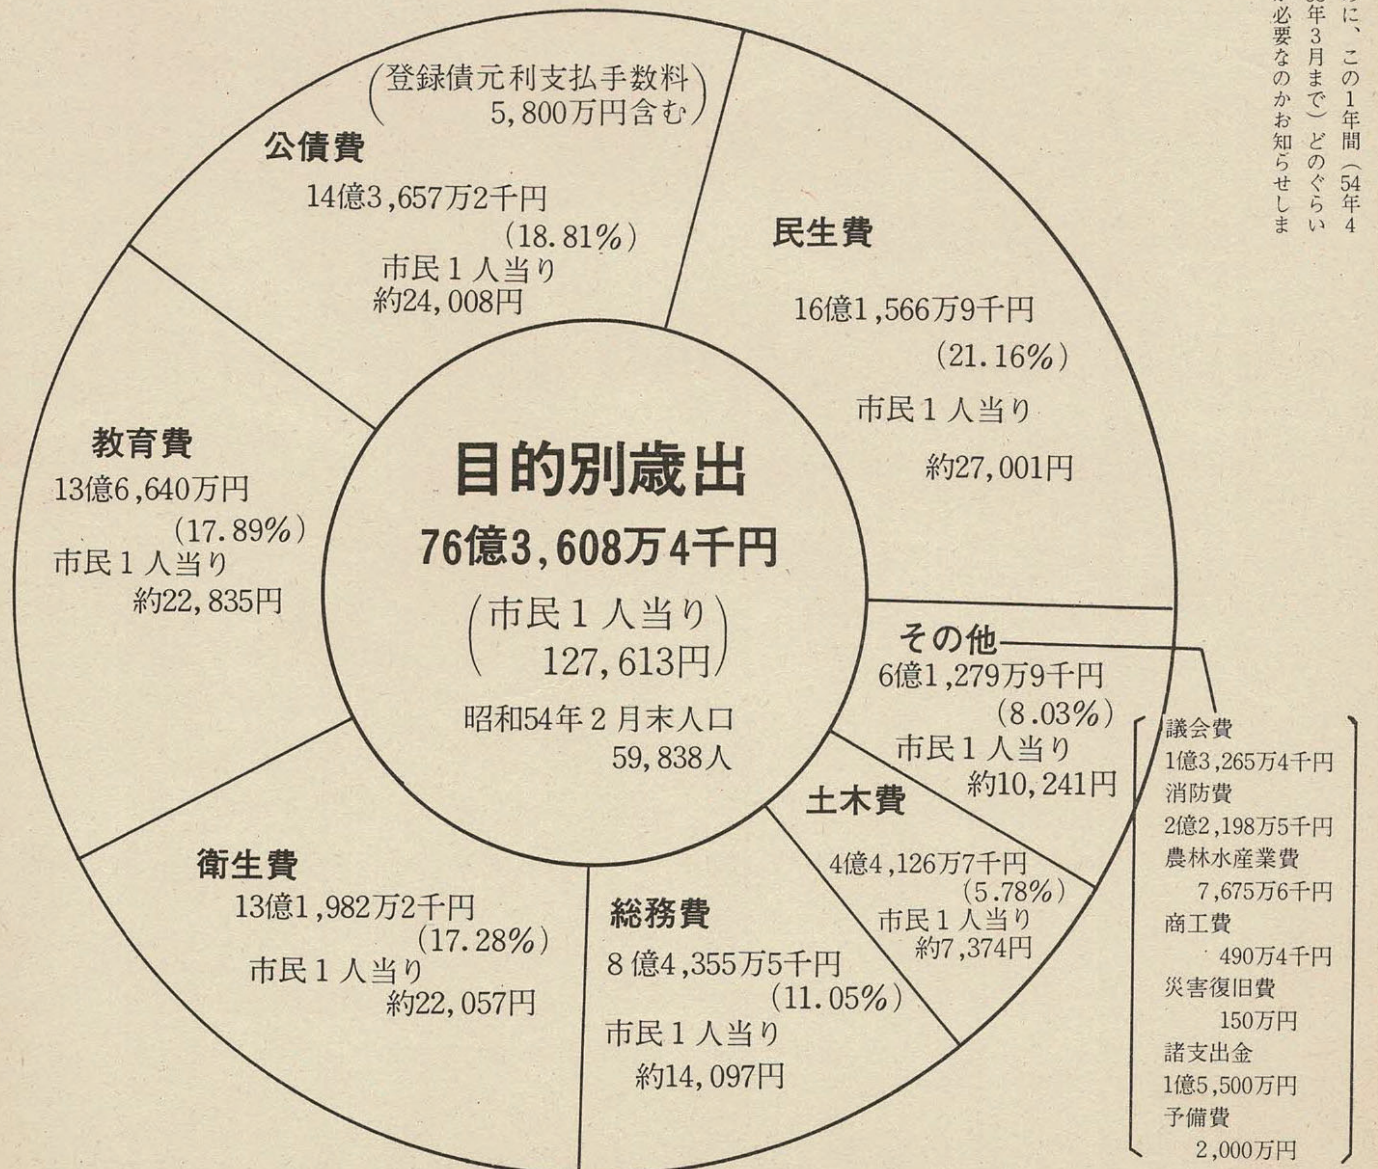 のに、この1年間（54年4
年3月まで）どのぐらい
必要なのかお知らせしま
（登録債元利支払手数料
5,800万円含む）
公債費
14億3,657万2千円
（18.81％）
市民1人当り
約24,008円
民生費
16億1,566万9千円
（21.16％）
市民1人当り
約27,001円
教育費
13億6,640万円
（17.89％）
市民1人当り
約22,835円
目的別歳出
76億3,608万4千円
（市民1人当り
127,613円）
昭和54年2月末人口
59,838人
その他
6億1,279万9千円
（8.03％）
市民1人当り
約10,241円
土木費
4億4,126万7千円
（5.78％）
市民1人当り
約7,374円
衛生費
13億1,982万2千円
（17.28％）
市民1人当り
約22,057円
総務費
8億4,355万5千円
（11.05％）
市民1人当り
約14,097円
議会費
1億3,265万4千円
消防費
2億2,198万5千円
農林水産業費
7,675万6千円
商工費
490万4千円
災害復旧費
150万円
諸支出金
1億5,500万円
予備費
2,000万円